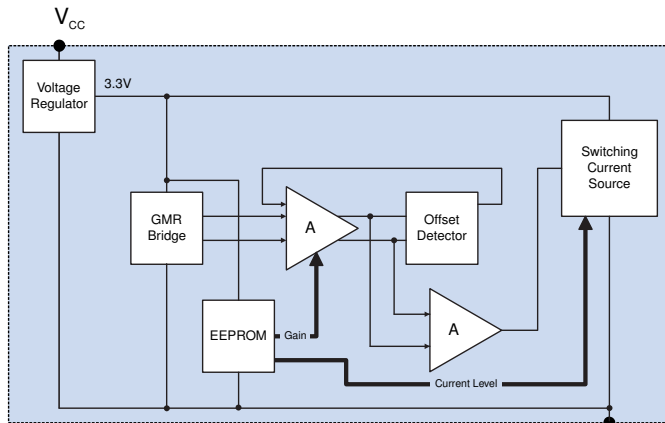 VCC
Voltage
Regulator
3.3V
Switching
Current
Source
GMR
Bridge
A
Offset
Detector
EEPROM
Gain
A
Current Level